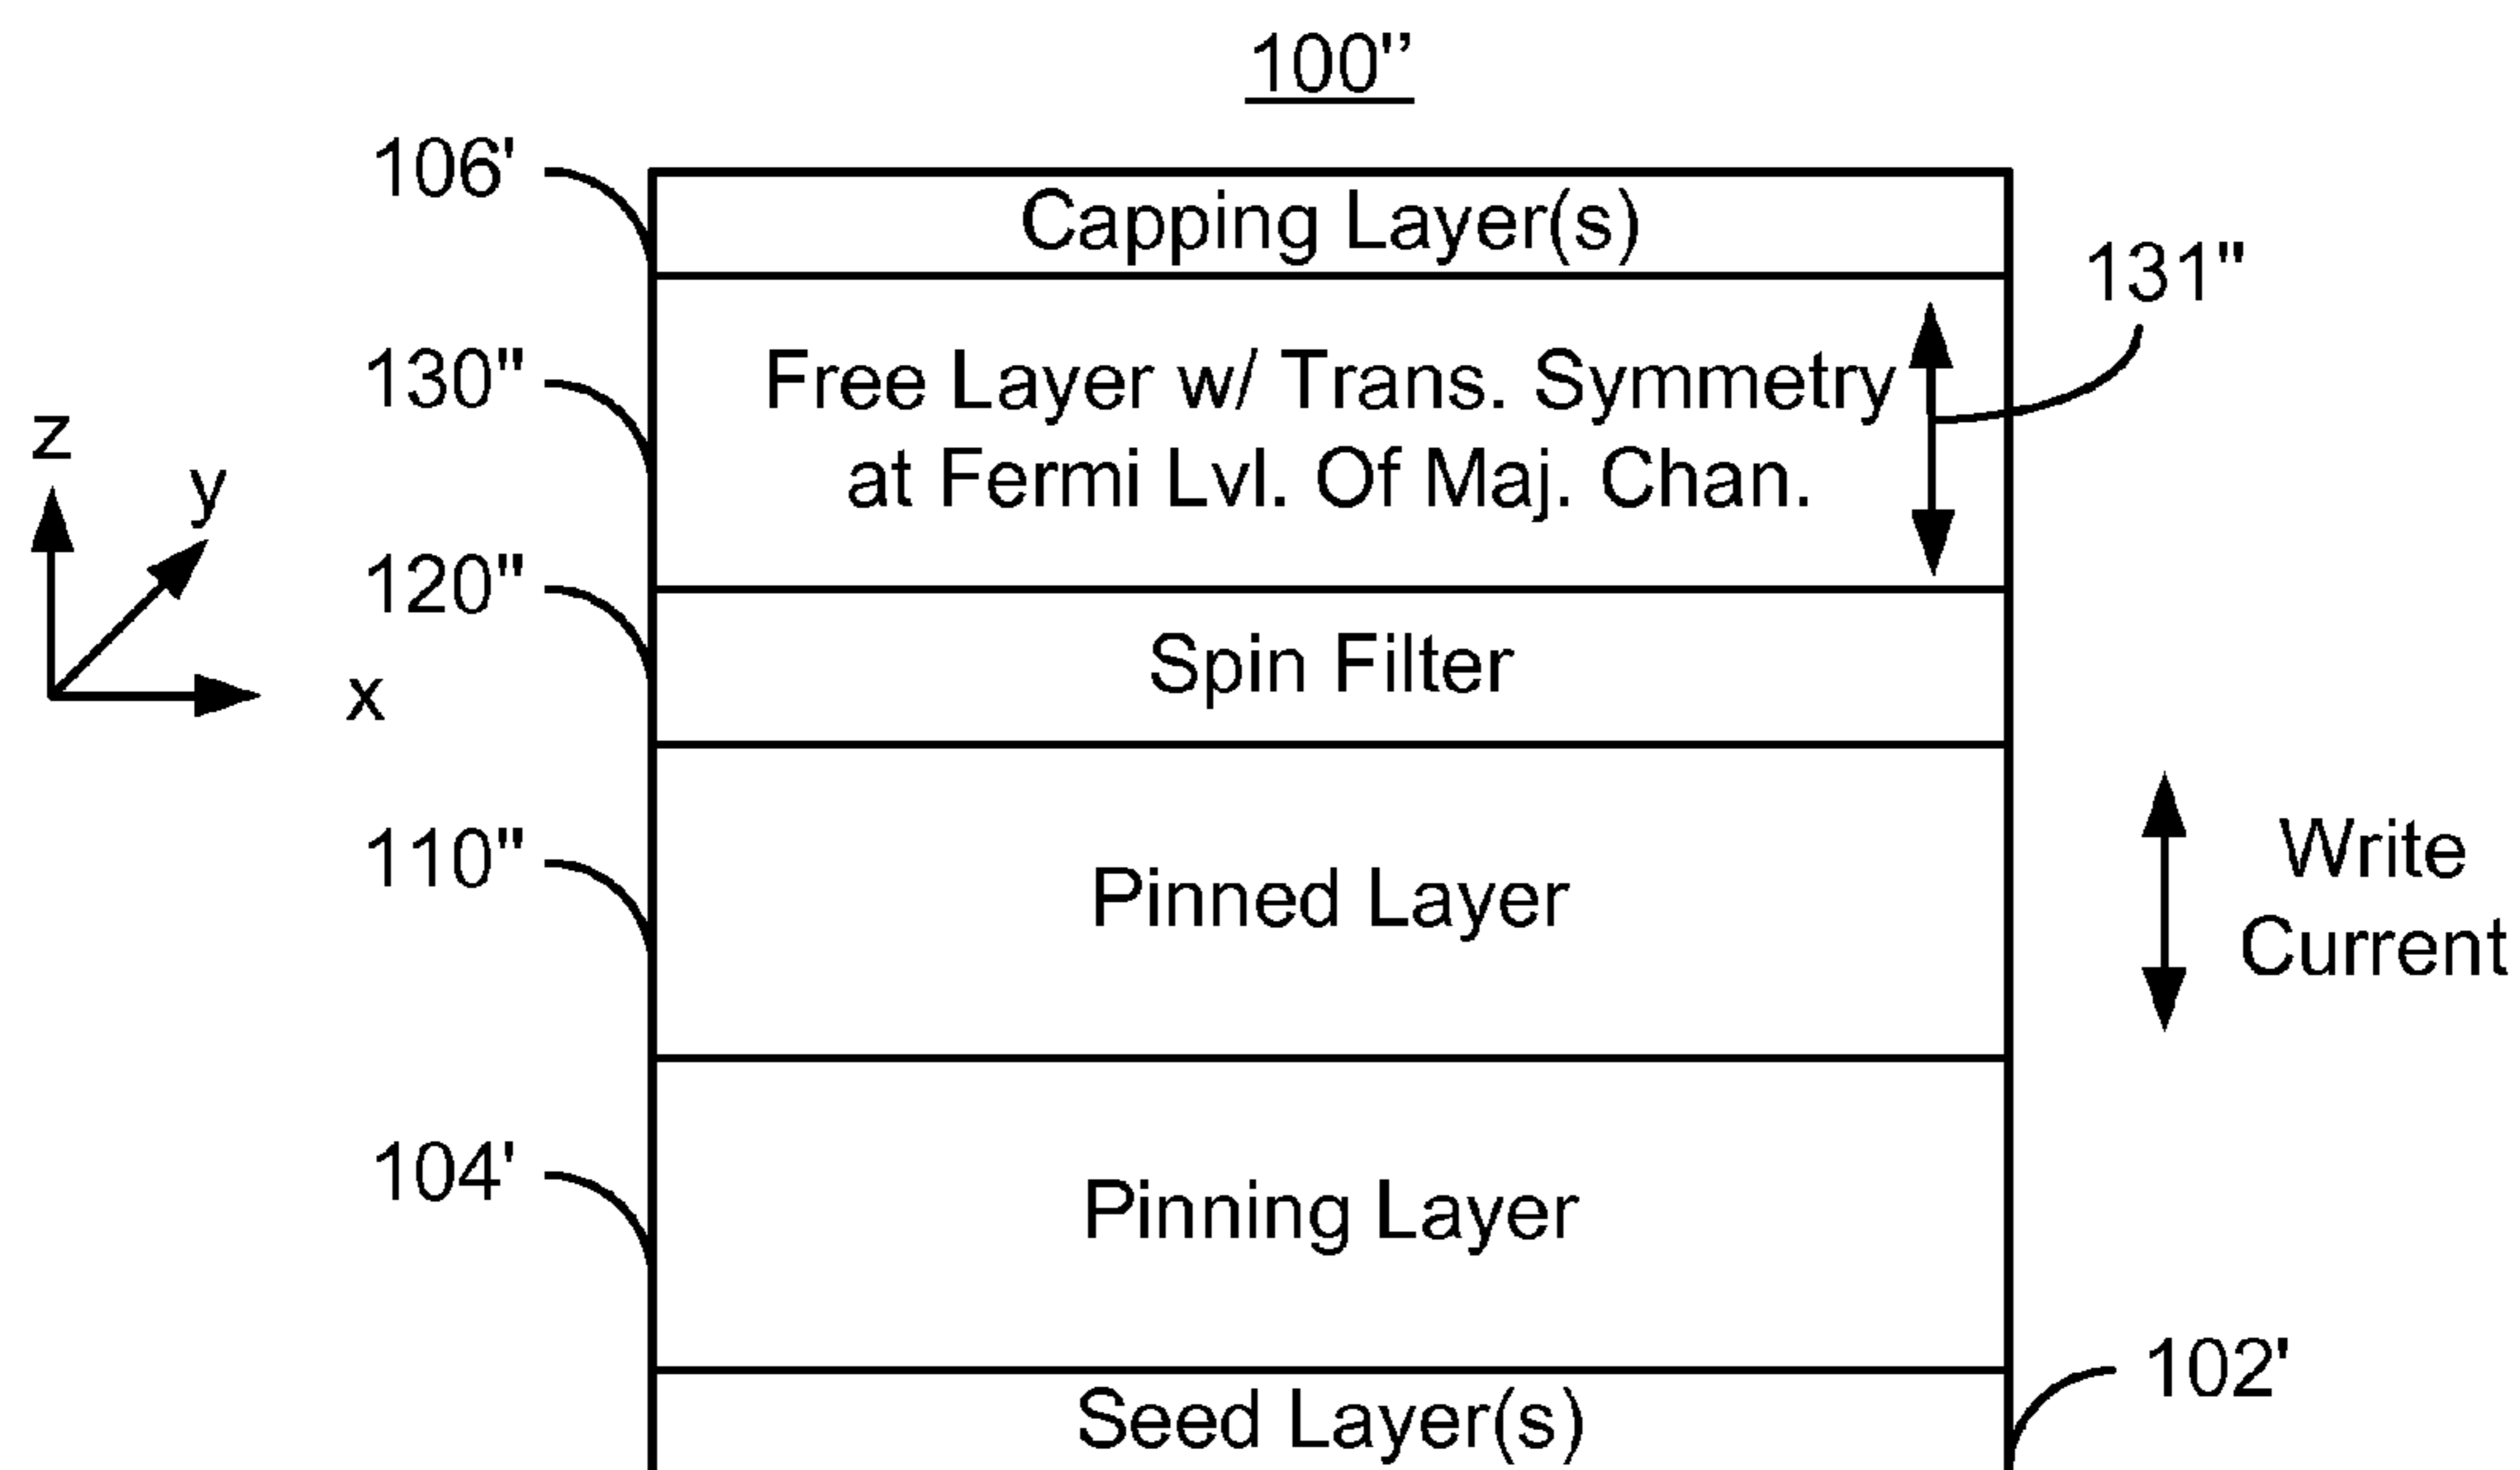 100"'
106'
Capping Layer(s)
131"
130"
Free Layer w/ Trans. Symmetry
at Fermi Lvl. Of Maj. Chan.
z
y
x
120"
Spin Filter
110"
Pinned Layer
Write
Current
104'
Pinning Layer
102'
Seed Layer(s)